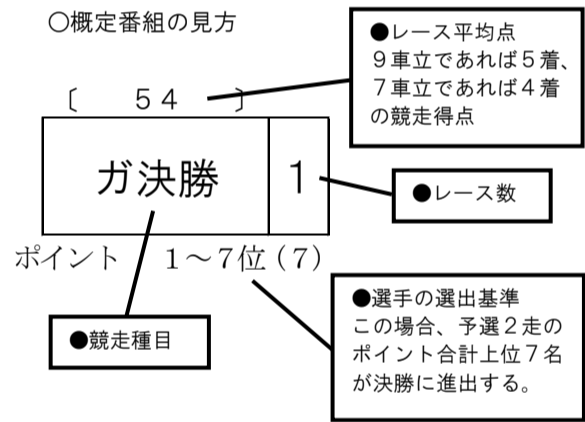 ○概定番組の見方
●レース平均点
９車立であれば５着、
７車立であれば４着
の競走得点
〔　５４　〕
ガ決勝
1
●レース数
ポイント　１～７位（７）
●競走種目
●選手の選出基準
この場合、予選２走の
ポイント合計上位７名
が決勝に進出する。